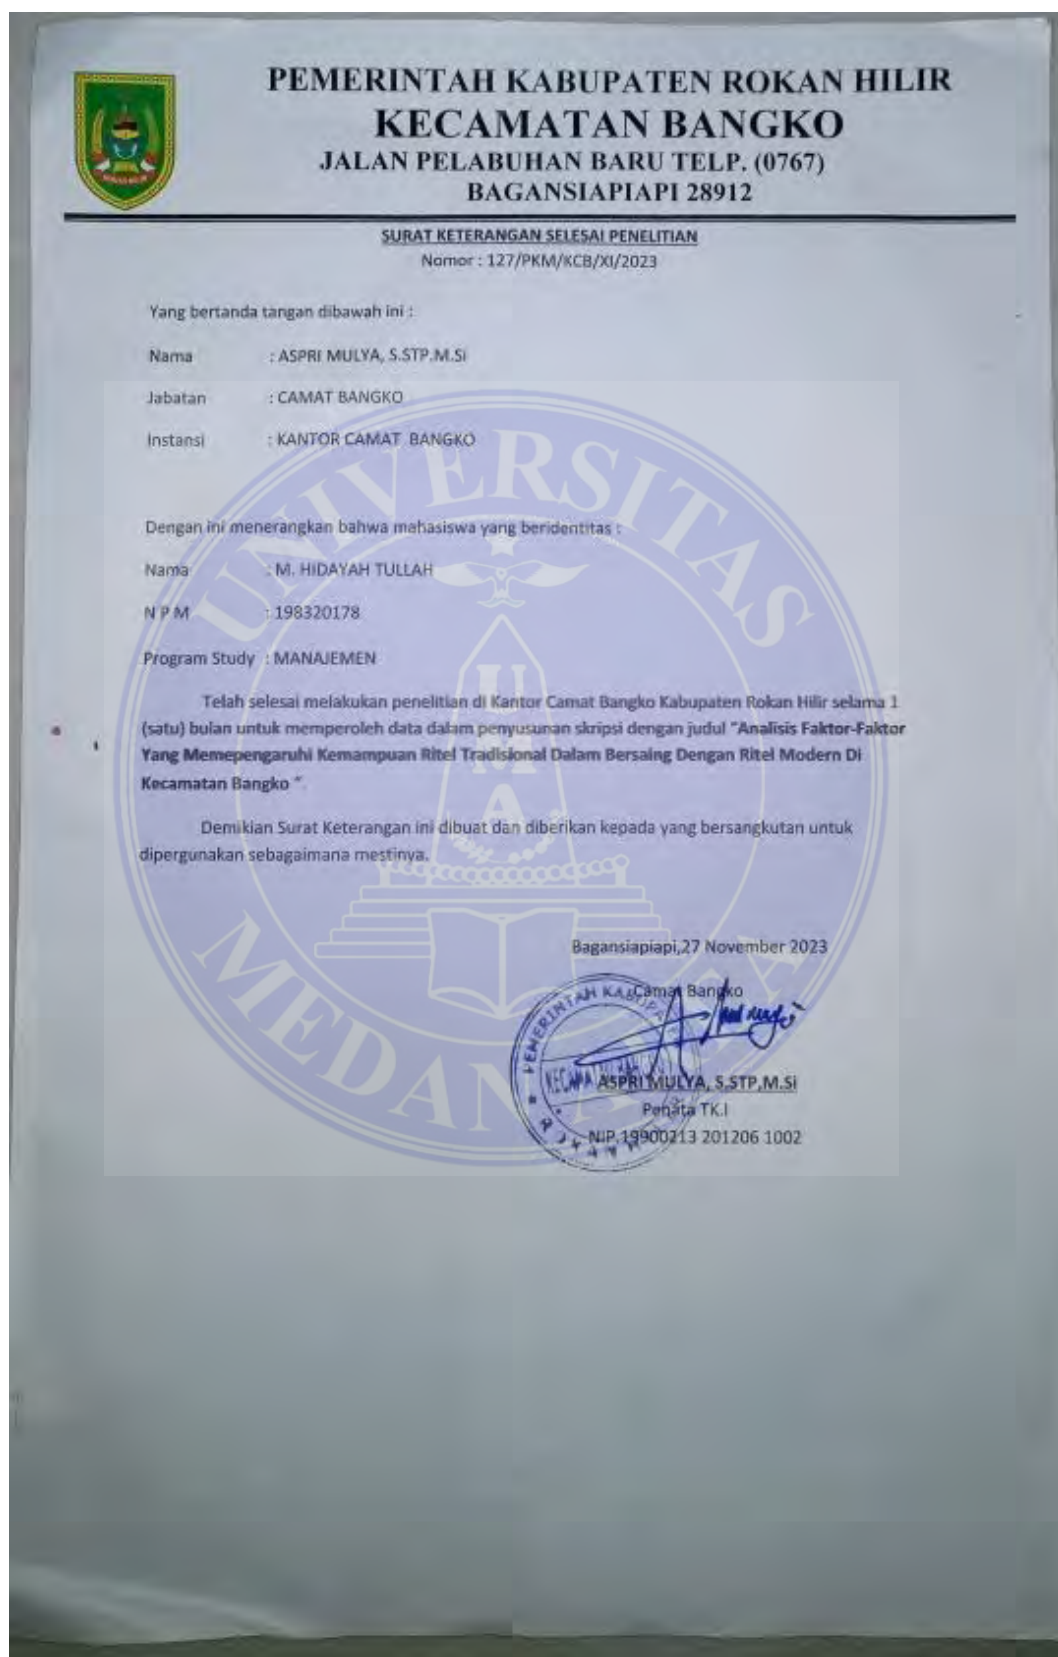 PEMERINTAH KABUPATEN ROKAN HILIR
KECAMATAN BANGKO
JALAN PELABUHAN BARU TELP. (0767)
BAGANSIAPIAPI 28912
ROKAN HILIR
SURAT KETERANGAN SELESAI PENELITIAN
Nomor : 127/PKM/KCB/XI/2023
Yang bertanda tangan dibawah ini :
Nama : ASPRI MULYA, S.STP.M.Si
Jabatan : CAMAT BANGKO
Instansi : KANTOR CAMAT BANGKO
Dengan ini menerangkan bahwa mahasiswa yang beridentitas :
Nama : M. HIDAYAH TULLAH
N P M : 198320178
Program Study : MANAJEMEN
Telah selesai melakukan penelitian di Kantor Camat Bangko Kabupaten Rokan Hilir selama 1
(satu) bulan untuk memperoleh data dalam penyusunan skripsi dengan judul "Analisis Faktor-Faktor
Yang Memepengaruhi Kemampuan Ritel Tradisional Dalam Bersaing Dengan Ritel Modern Di
Kecamatan Bangko "
Demikian Surat Keterangan ini dibuat dan diberikan kepada yang bersangkutan untuk
dipergunakan sebagaimana mestinya.
Bagansiapiapi,27 November 2023
Camat Bangko
PEMERINTAH KABUPATEN
ASPRI MULYA, S.STP,M.Si
Penata TK.I
NIP.19900213 201206 1002
UNIVERSITAS
MEDAN AREA
UMA